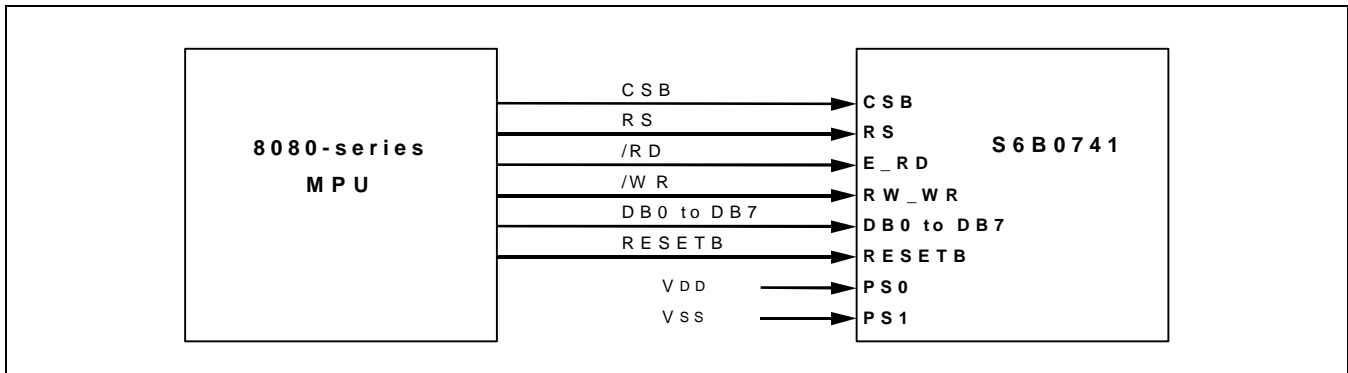 8080-series
MPU
CSB
RS
/RD
/WR
DB0 to DB7
RESETB
VDD
VSS
CSB
RS
E_RD
RW_WR
DB0 to DB7
RESETB
PS0
PS1
S6B0741